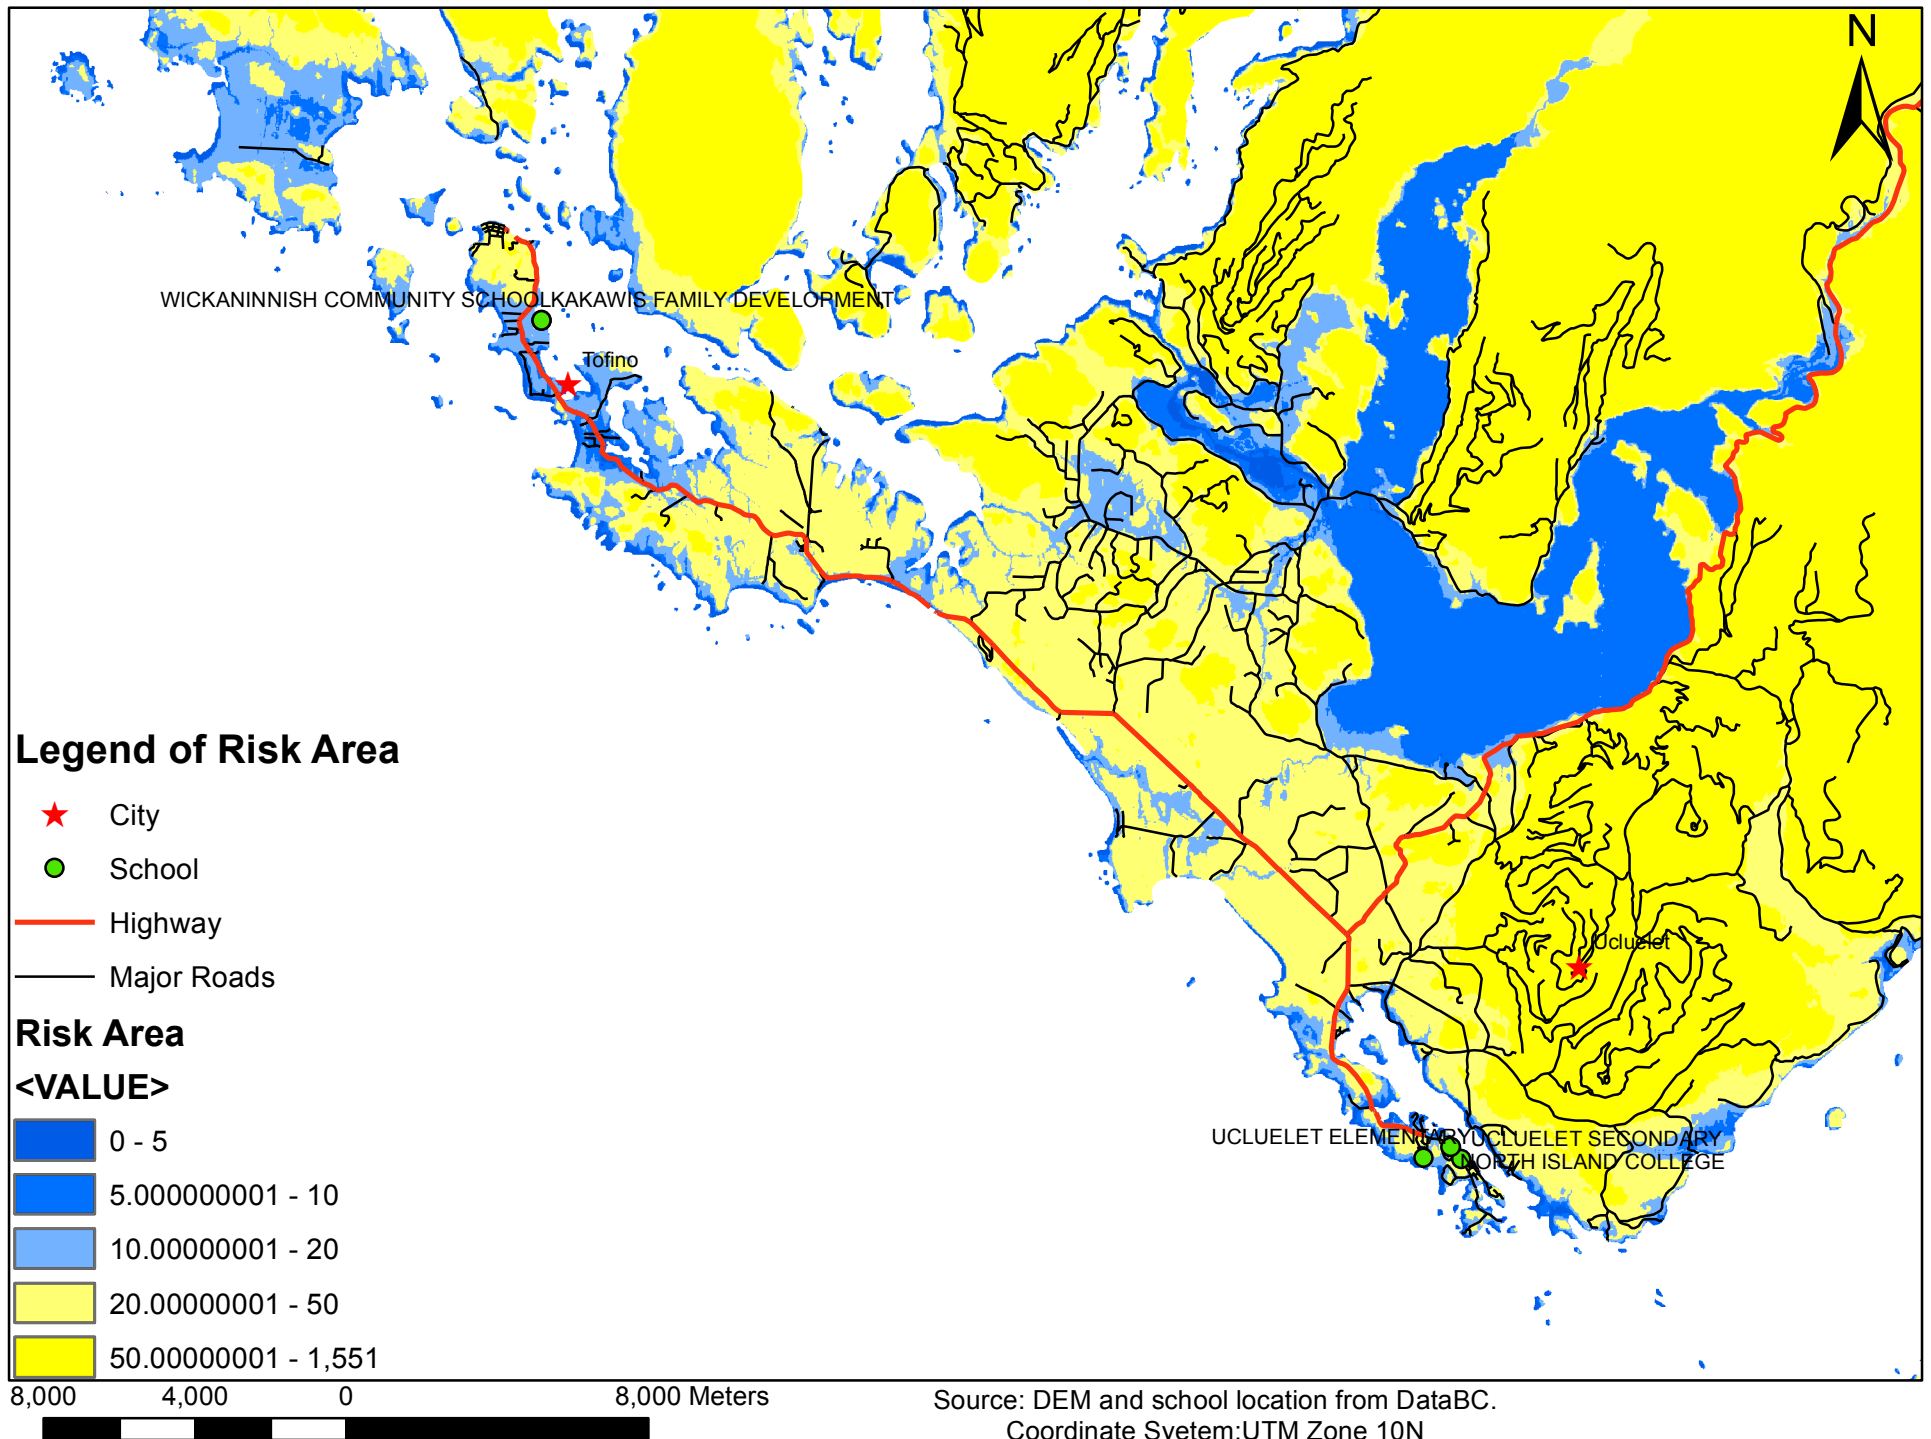 N
WICKANINNISH COMMUNITY SCHOOLKAKAWIS FAMILY DEVELOPMENT
Tofino
Legend of Risk Area
City
School
Highway
Major Roads
Risk Area
<VALUE>
0 - 5
5.000000001 - 10
10.00000001 - 20
20.00000001 - 50
50.00000001 - 1,551
Ucluelet
UCLUELET ELEMENTARY UCLUELET SECONDARY
NORTH ISLAND COLLEGE
8,000 4,000 0 8,000 Meters
Source: DEM and school location from DataBC.
Coordinate Svetem:UTM Zone 10N